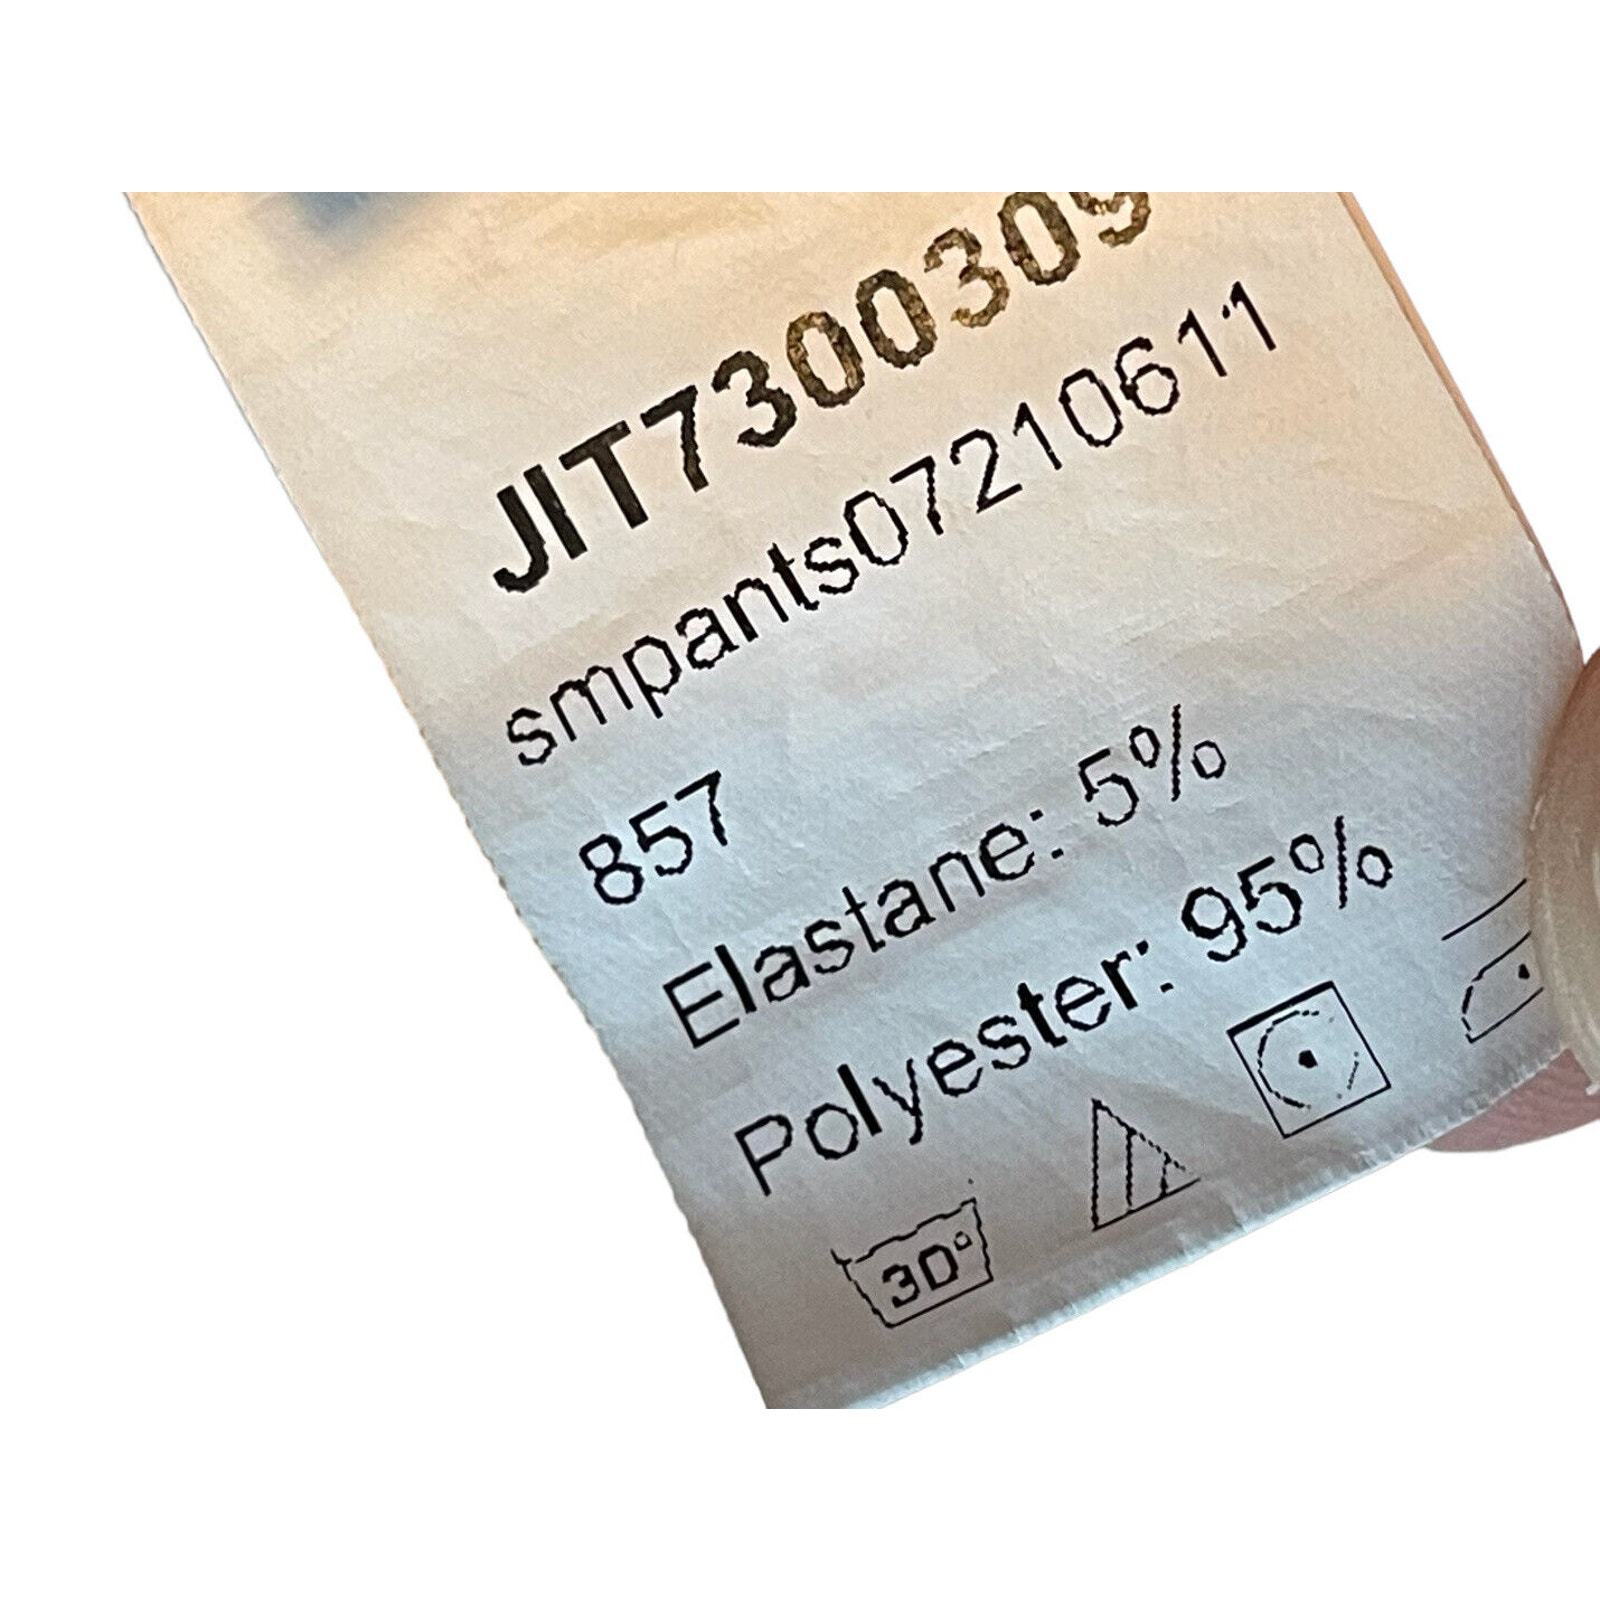 JIT7300309
smpants07210611
857
Elastane: 5%
Polyester: 95%
30°